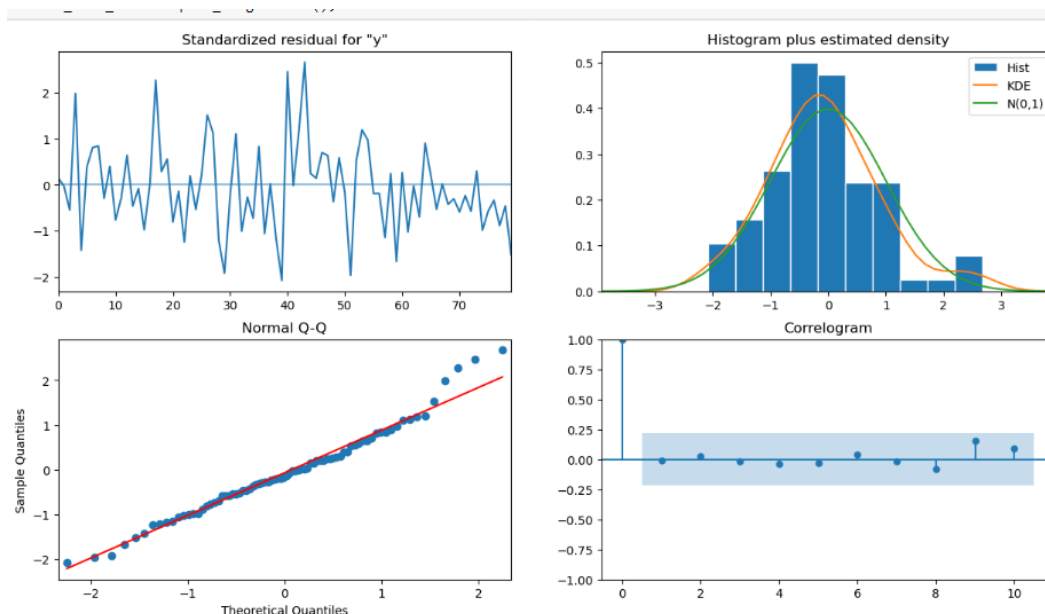 Standardized residual for "y"
2
1
0
−1
−2
0 10 20 30 40 50 60 70
Histogram plus estimated density
Hist
KDE
N(0,1)
0.5
0.4
0.3
0.2
0.1
0.0
−3 −2 −1 0 1 2 3
Normal Q-Q
Sample Quantiles
2
1
0
−1
−2
−2 −1 0 1 2
Theoretical Quantiles
Correlogram
1.00
0.75
0.50
0.25
0.00
−0.25
−0.50
−0.75
−1.00
0 2 4 6 8 10